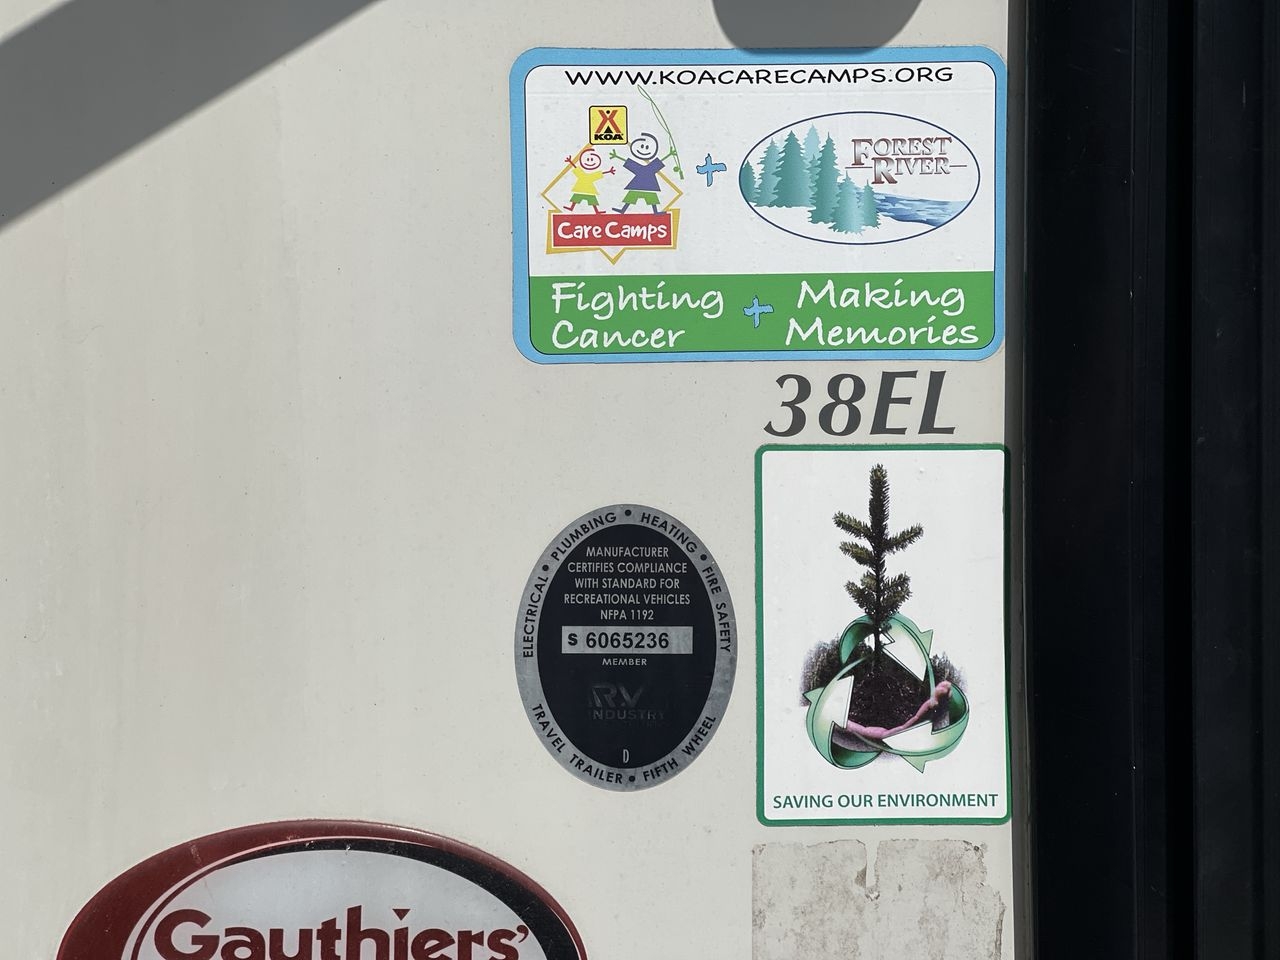 WWW.KOACARECAMPS.ORG
KOA
Care Camps
FOREST
RIVER
Fighting
Cancer
Making
Memories
38EL
ELECTRICAL • PLUMBING • HEATING • FIRE SAFETY
MANUFACTURER
CERTIFIES COMPLIANCE
WITH STANDARD FOR
RECREATIONAL VEHICLES
NFPA 1192
S 6065236
MEMBER
RV
INDUSTRY
D
TRAVEL TRAILER • FIFTH WHEEL
SAVING OUR ENVIRONMENT
Gauthiers'